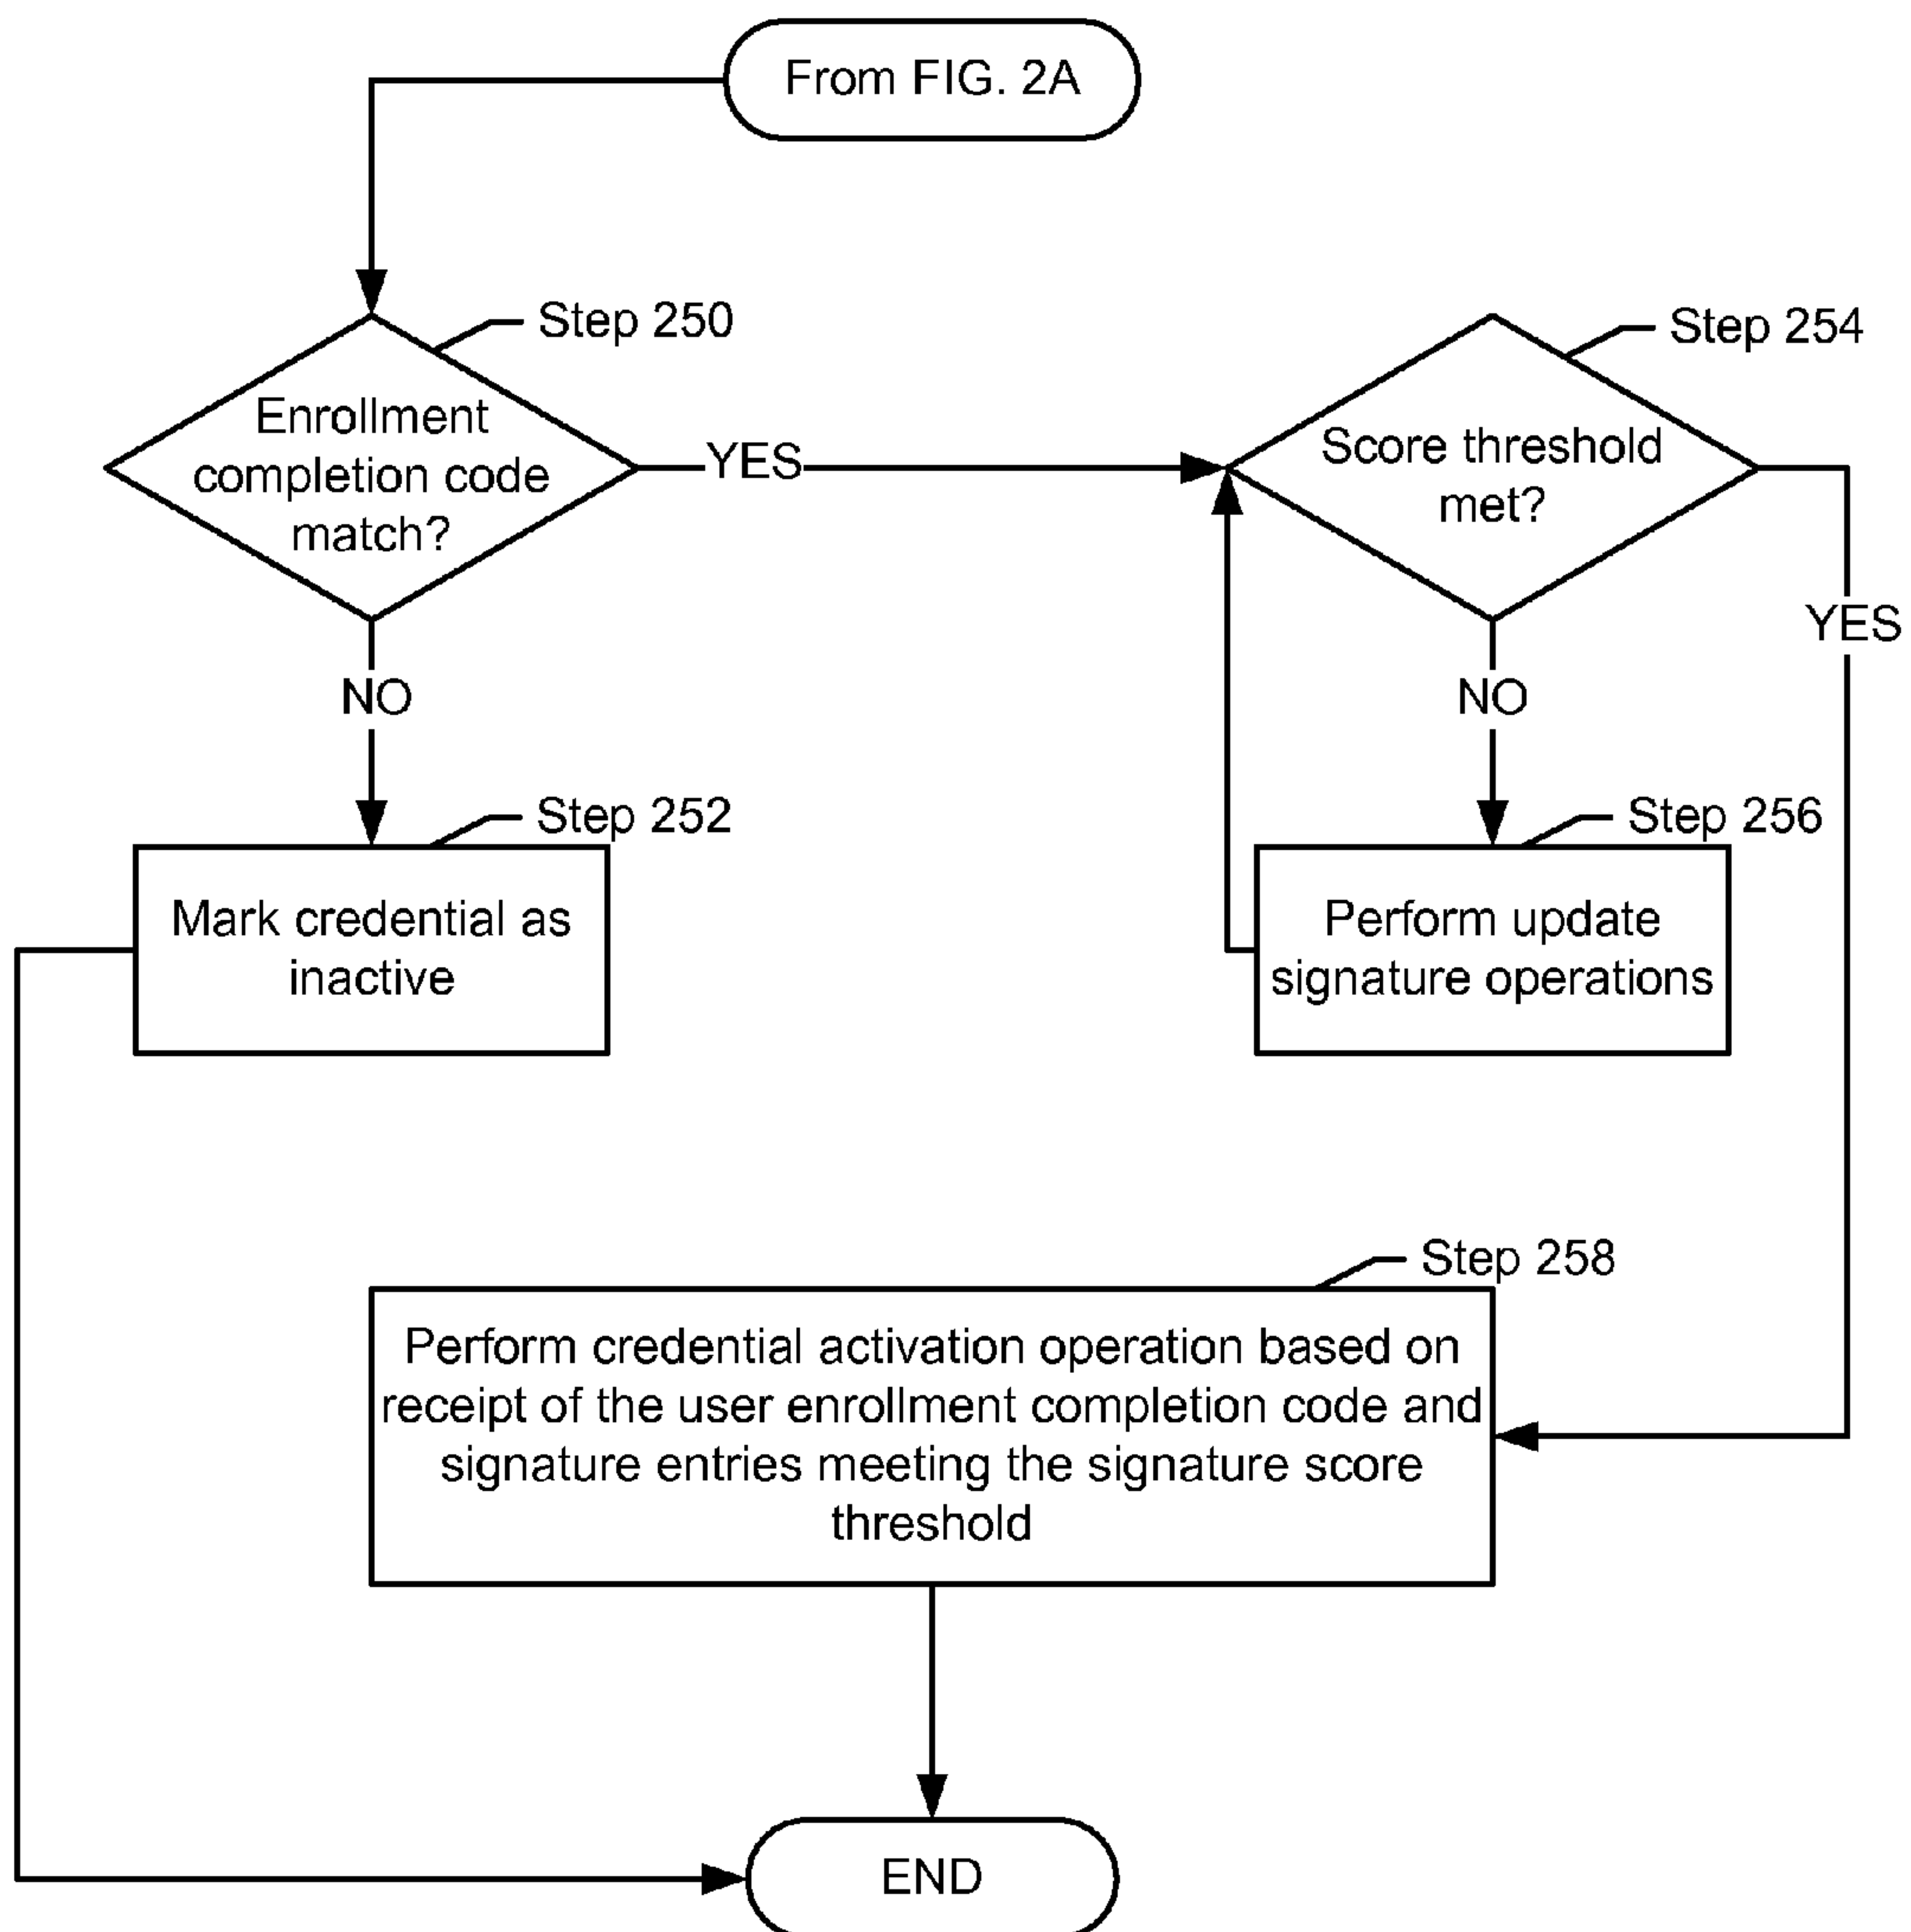 From FIG. 2A
Step 250
Enrollment
completion code
match?
YES
Step 254
Score threshold
met?
YES
NO
NO
Step 252
Mark credential as
inactive
Step 256
Perform update
signature operations
Step 258
Perform credential activation operation based on
receipt of the user enrollment completion code and
signature entries meeting the signature score
threshold
END